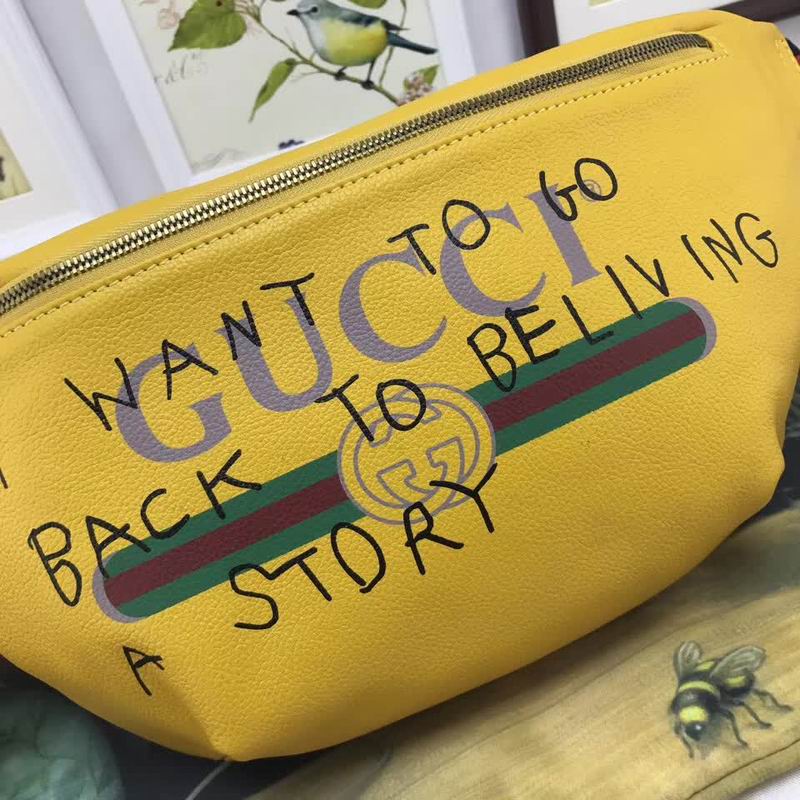 GUCCI®
WANT TO GO
BACK TO BELIVING
A STORY